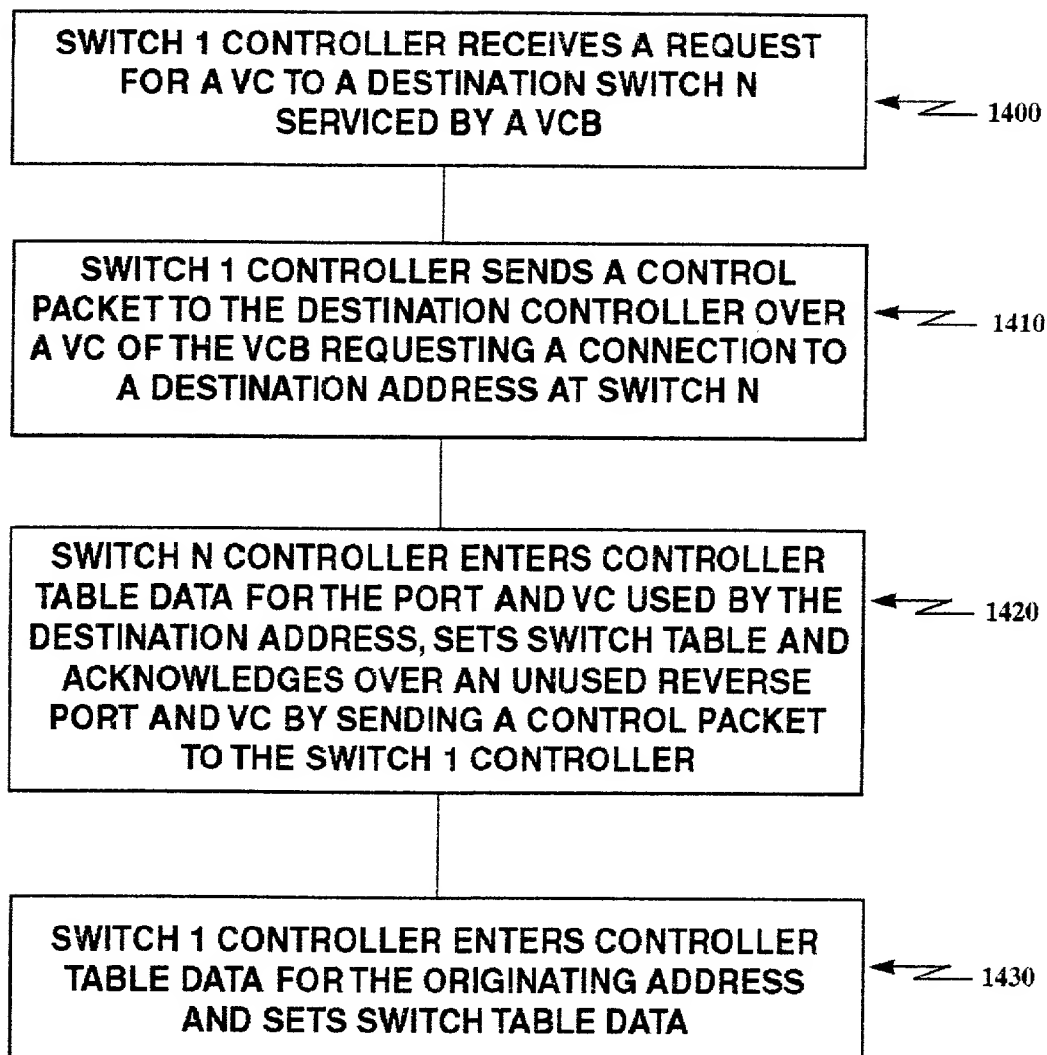 SWITCH 1 CONTROLLER RECEIVES A REQUEST
FOR A VC TO A DESTINATION SWITCH N
SERVICED BY A VCB
1400
SWITCH 1 CONTROLLER SENDS A CONTROL
PACKET TO THE DESTINATION CONTROLLER OVER
A VC OF THE VCB REQUESTING A CONNECTION TO
A DESTINATION ADDRESS AT SWITCH N
1410
SWITCH N CONTROLLER ENTERS CONTROLLER
TABLE DATA FOR THE PORT AND VC USED BY THE
DESTINATION ADDRESS, SETS SWITCH TABLE AND
ACKNOWLEDGES OVER AN UNUSED REVERSE
PORT AND VC BY SENDING A CONTROL PACKET
TO THE SWITCH 1 CONTROLLER
1420
SWITCH 1 CONTROLLER ENTERS CONTROLLER
TABLE DATA FOR THE ORIGINATING ADDRESS
AND SETS SWITCH TABLE DATA
1430